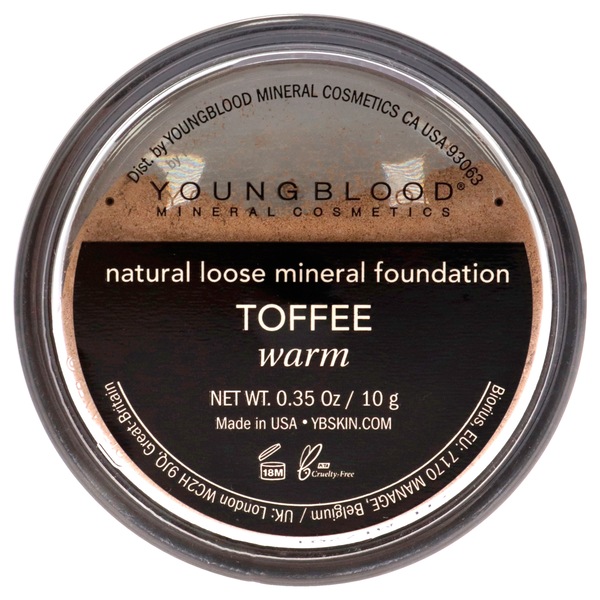 Dist. by YOUNGBLOOD MINERAL COSMETICS CA USA 93063
YOUNGBLOOD®
MINERAL COSMETICS
natural loose mineral foundation
TOFFEE
warm
NET WT. 0.35 Oz / 10 g
Made in USA • YBSKIN.COM
18M
PETA
Cruelty-Free
Biorius, EU: 7170 MANAGE, Belgium / UK: London WC2H 9JQ, Great-Britain